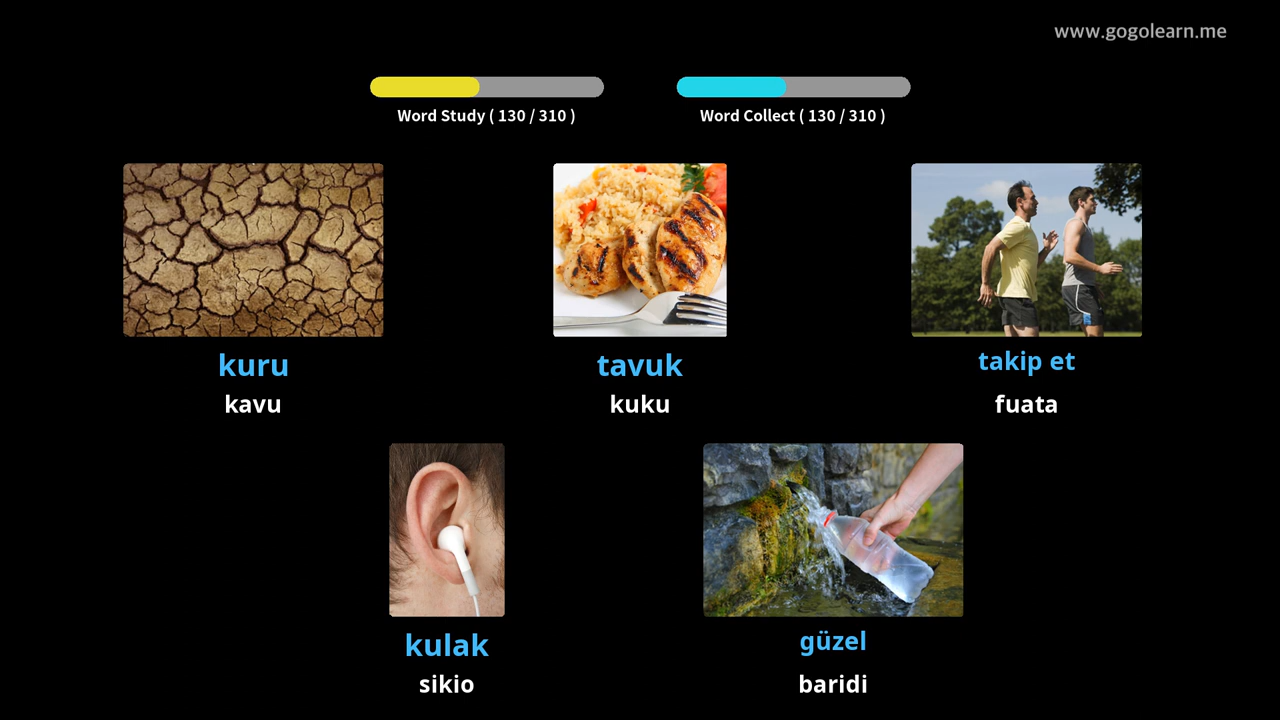 www.gogolearn.me
Word Study ( 130 / 310 )
Word Collect ( 130 / 310 )
kuru
kavu
tavuk
kuku
takip et
fuata
kulak
sikio
güzel
baridi